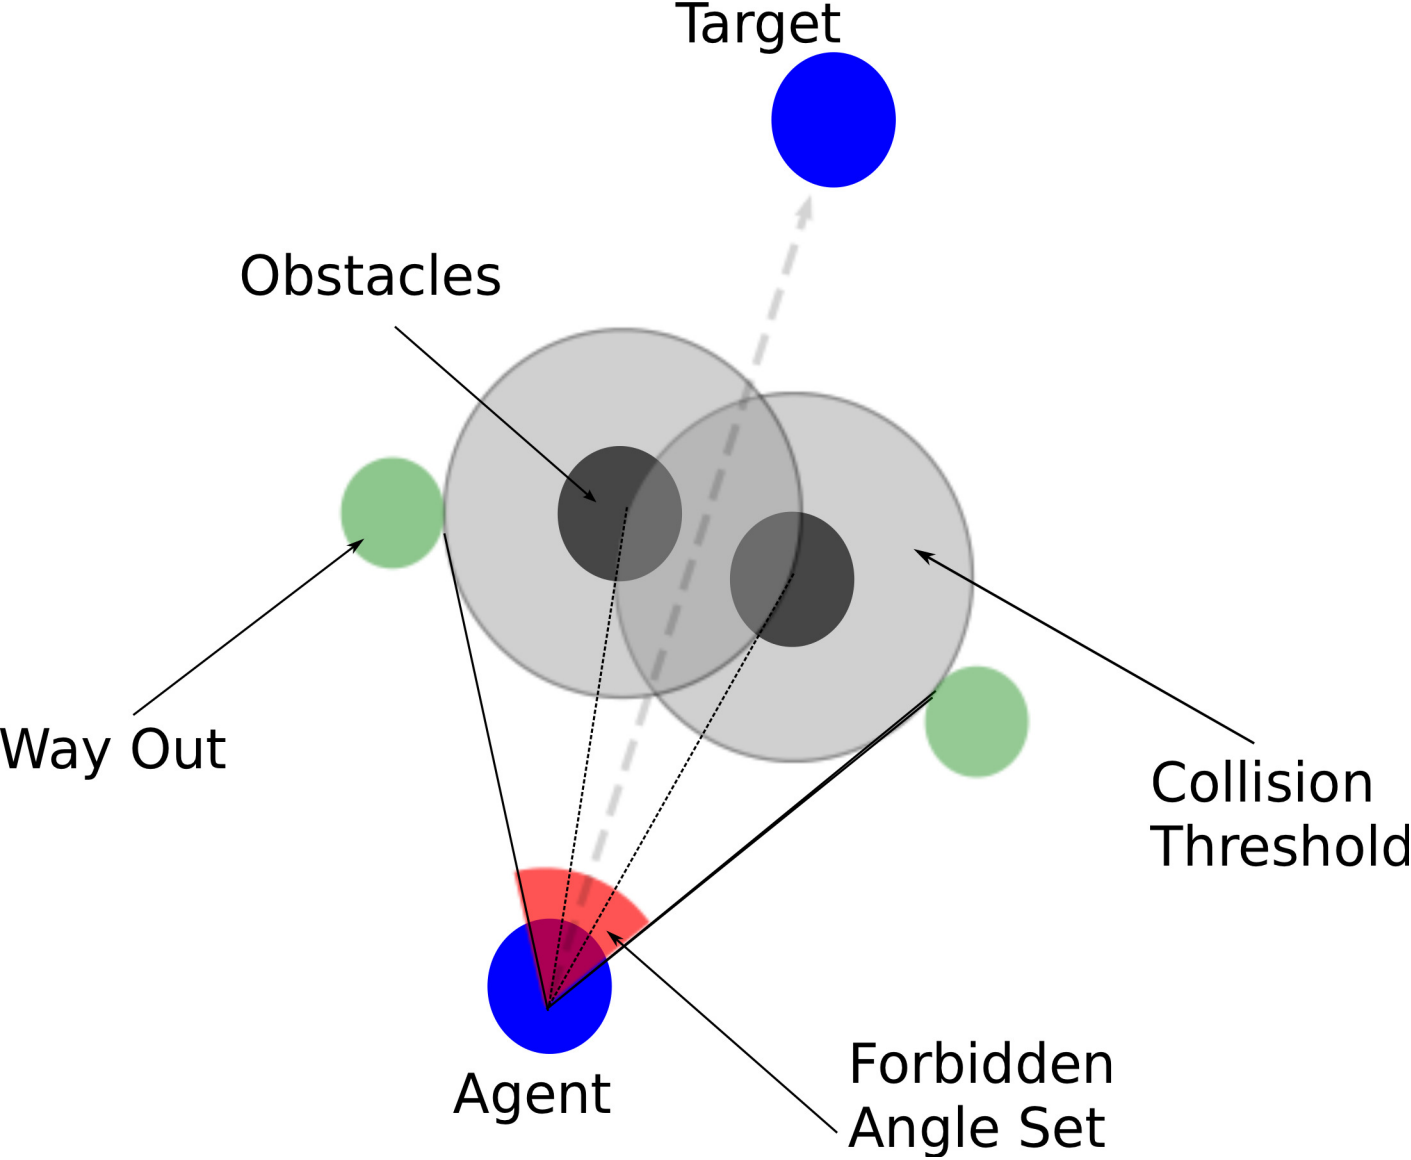 Target
Obstacles
Way Out
Collision
Threshold
Forbidden
Angle Set
Agent